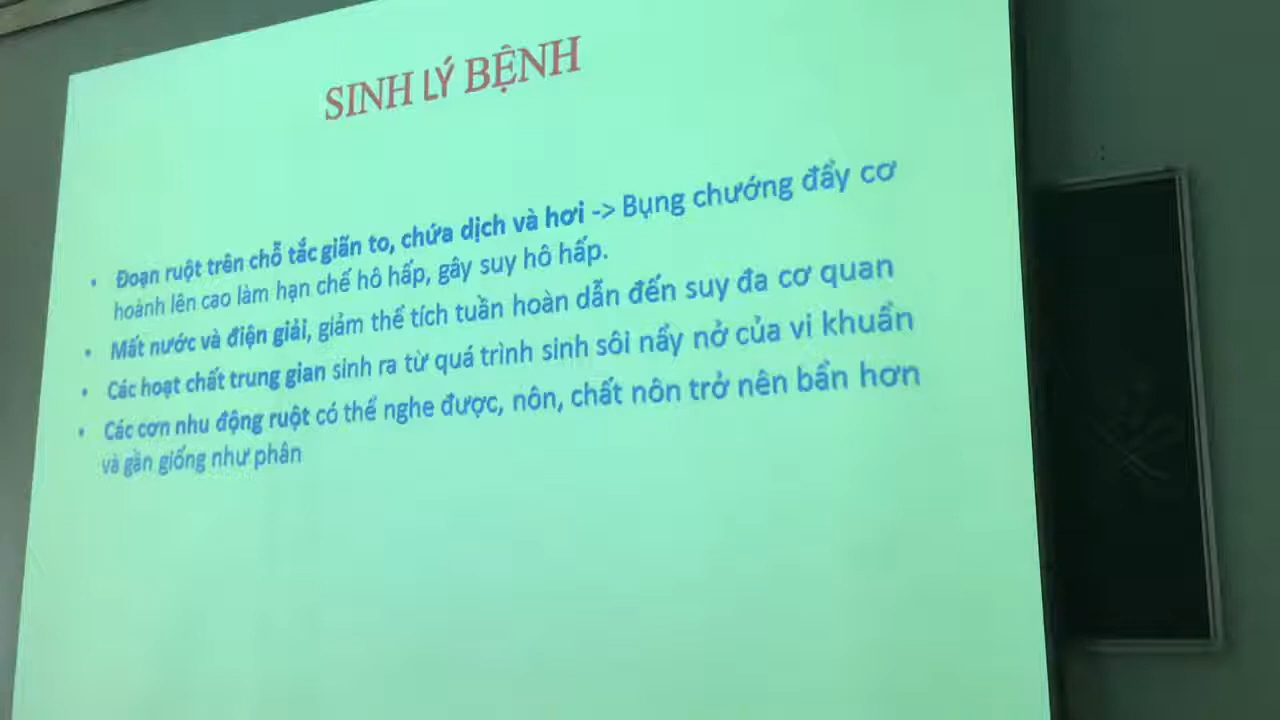 SINH LÝ BỆNH
• Đoạn ruột trên chỗ tắc giãn to, chứa dịch và hơi -> Bụng chướng đẩy cơ
hoành lên cao làm hạn chế hô hấp, gây suy hô hấp.
• Mất nước và điện giải, giảm thể tích tuần hoàn dẫn đến suy đa cơ quan
• Các hoạt chất trung gian sinh ra từ quá trình sinh sôi nẩy nở của vi khuẩn
• Các cơn nhu động ruột có thể nghe được, nôn, chất nôn trở nên bẩn hơn
và gần giống như phân